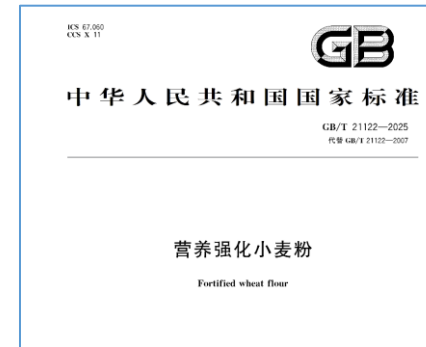 ICS 67.060
CCS X 11
GB
中华人民共和国国家标准
GB/T 21122—2025
代替 GB/T 21122—2007
营养强化小麦粉
Fortified wheat flour